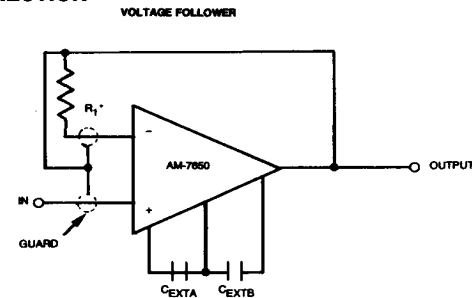 VOLTAGE FOLLOWER
R1*
−
AM-7650
OUTPUT
IN
+
GUARD
CEXTA
CEXTB